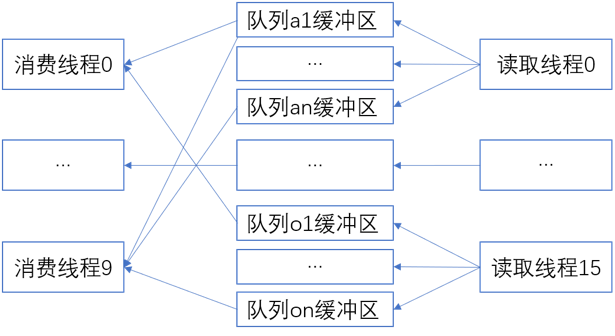 队列a1缓冲区
消费线程0
…
读取线程0
队列an缓冲区
…
…
…
队列o1缓冲区
消费线程9
…
读取线程15
队列on缓冲区